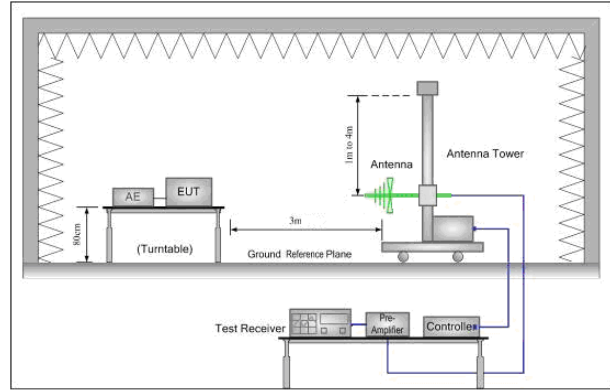 1m to 4m
Antenna
Antenna Tower
AE
EUT
80cm
(Turntable)
3m
Ground Reference Plane
Test Receiver
Pre-
Amplifier
Controller